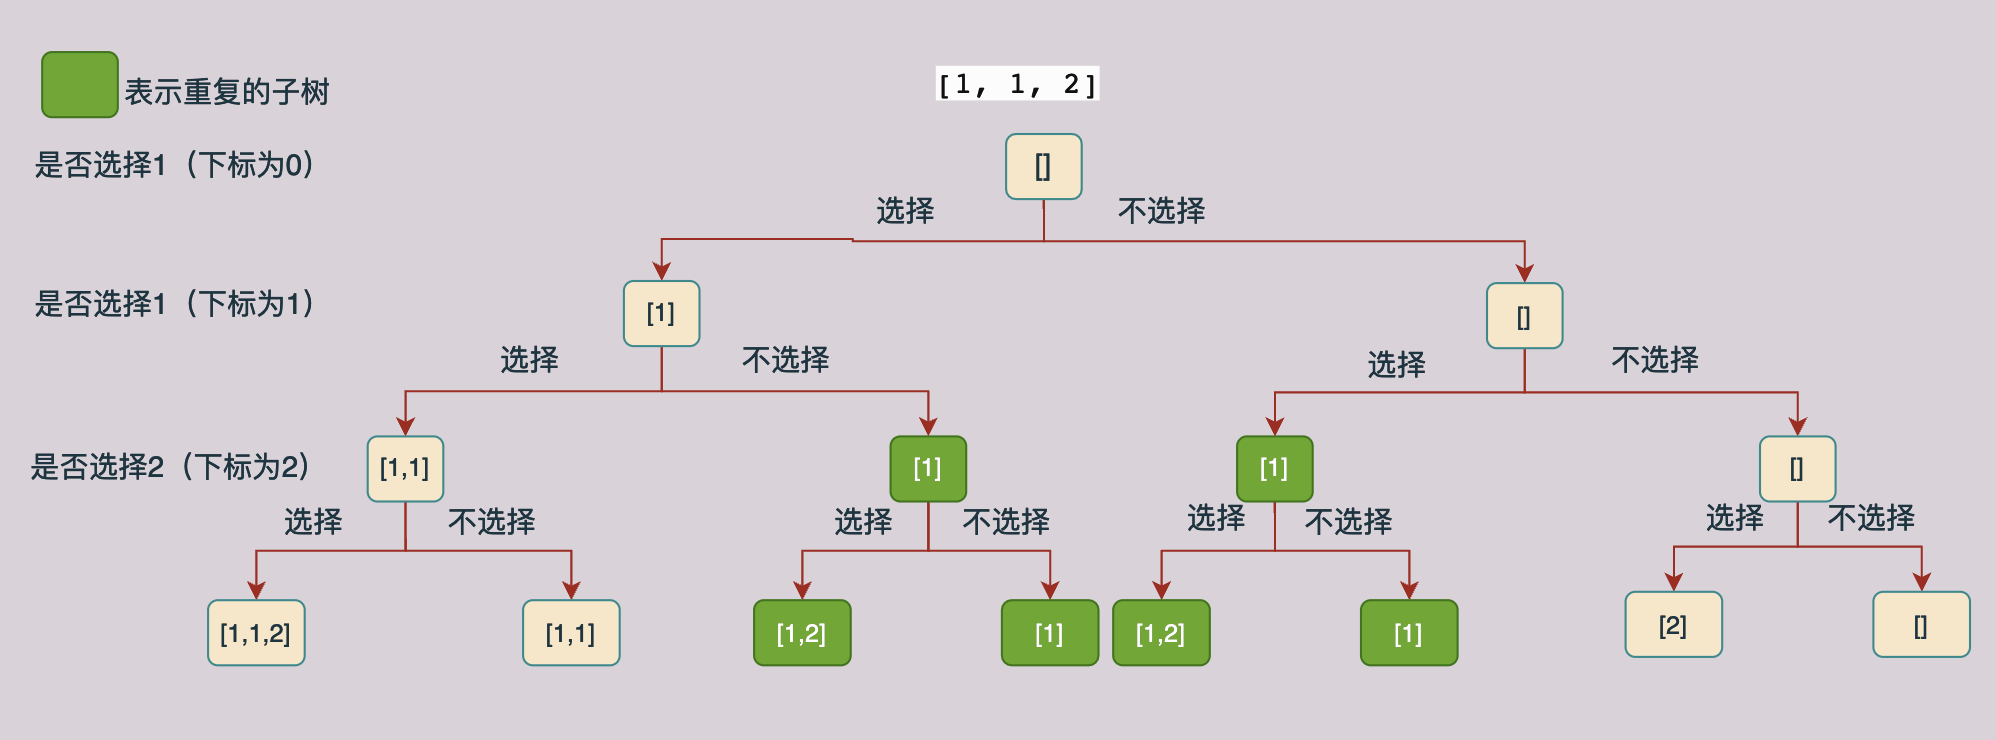 表示重复的子树
[1, 1, 2]
是否选择1（下标为0）
[]
选择
不选择
是否选择1（下标为1）
[1]
[]
选择
不选择
选择
不选择
是否选择2（下标为2）
[1,1]
[1]
[1]
[]
选择
不选择
选择
不选择
选择
不选择
选择
不选择
[1,1,2]
[1,1]
[1,2]
[1]
[1,2]
[1]
[2]
[]